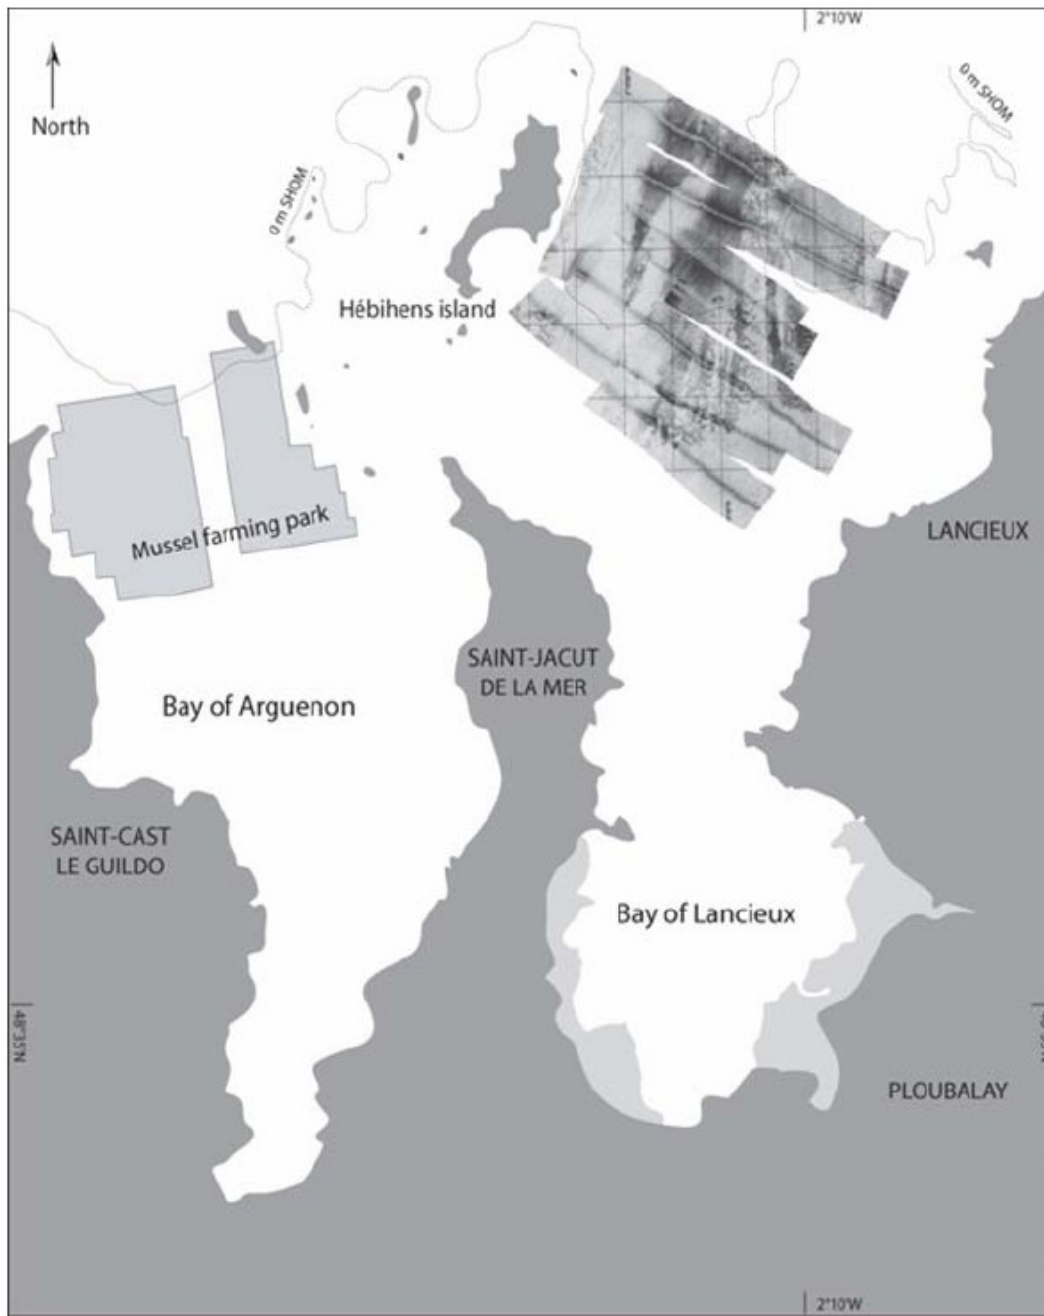 2°10'W
North
0 m SHOM
0 m SHOM
Hébihens island
Mussel farming park
LANCIEUX
SAINT-JACUT
DE LA MER
Bay of Arguenon
SAINT-CAST
LE GUILDO
Bay of Lancieux
48°35'N
PLOUBALAY
2°10'W